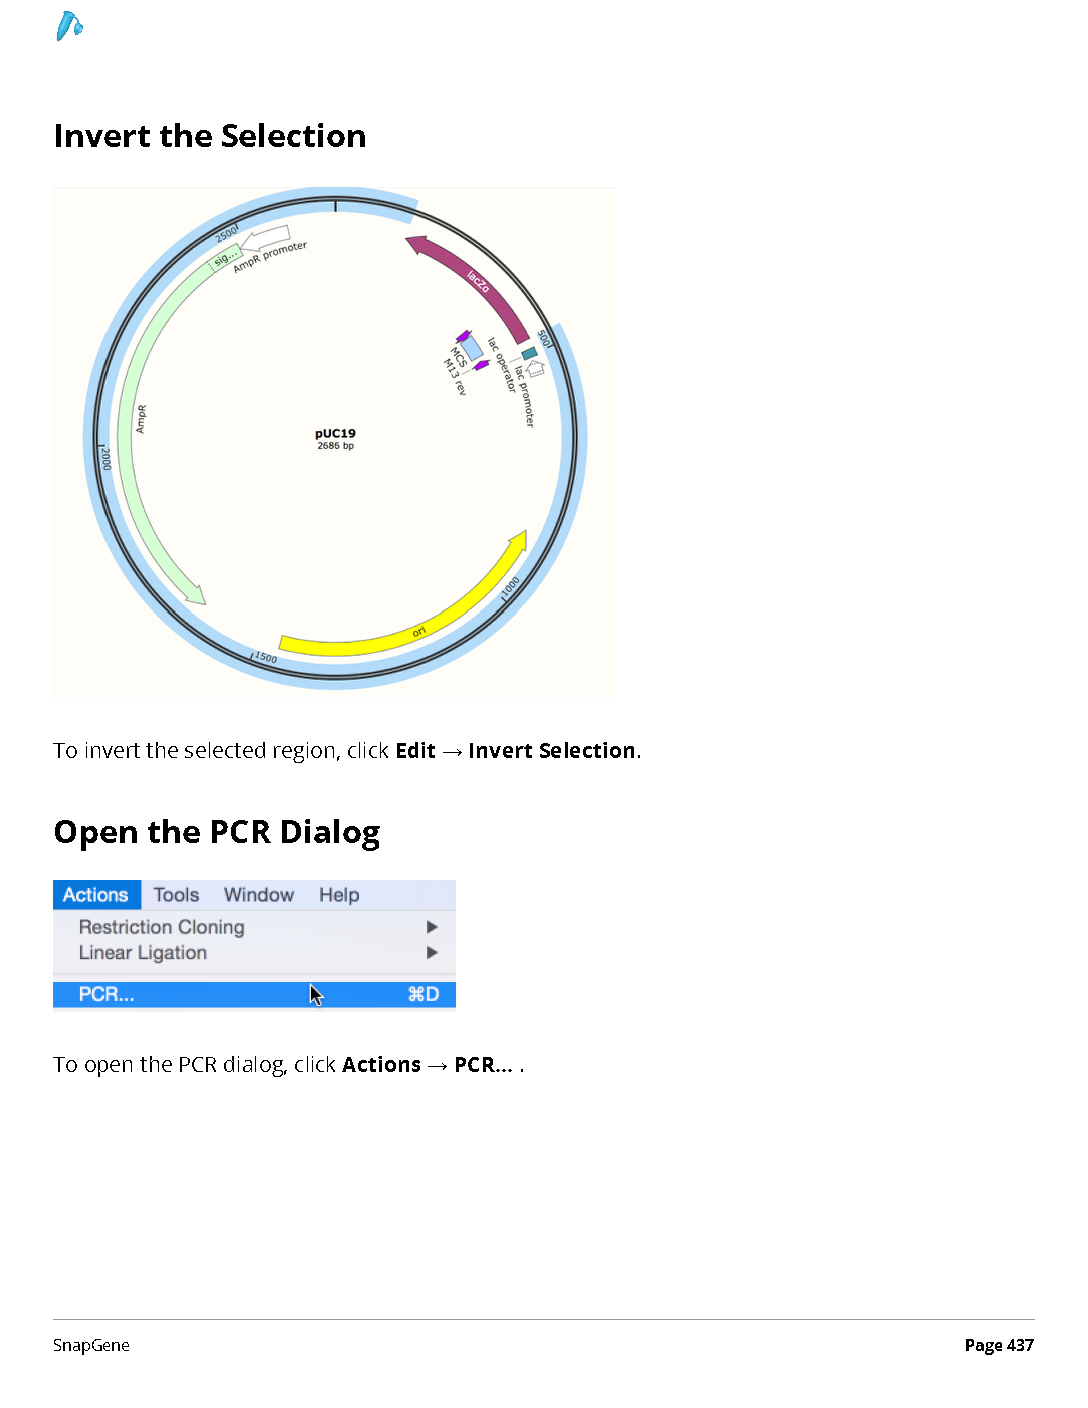 Invert the Selection
2500
sig...
AmpR promoter
lacZα
500
MCS
M13 rev
lac operator
lac promoter
AmpR
pUC19
2686 bp
2000
1000
ori
1500
To invert the selected region, click Edit → Invert Selection.
Open the PCR Dialog
Actions Tools Window Help
Restriction Cloning ▶
Linear Ligation ▶
PCR... ⌘D
To open the PCR dialog, click Actions → PCR... .
SnapGene Page 437